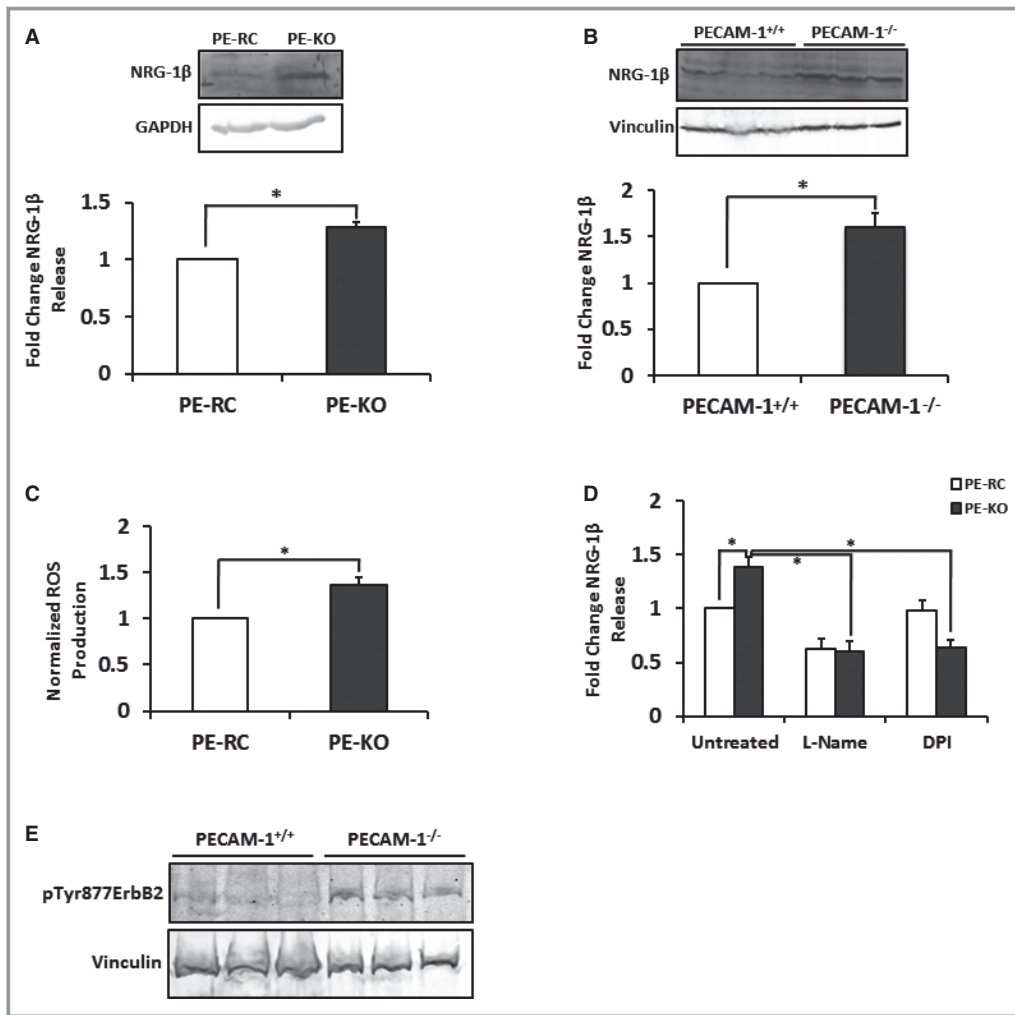 A
PE-RC PE-KO
NRG-1β
GAPDH
*
1.5
1
0.5
0
Fold Change NRG-1β
Release
PE-RC PE-KO
B
PECAM-1+/+ PECAM-1-/-
NRG-1β
Vinculin
*
2
1.5
1
0.5
0
Fold Change NRG-1β
PECAM-1+/+ PECAM-1-/-
C
*
2
1.5
1
0.5
0
Normalized ROS
Production
PE-RC PE-KO
D
PE-RC
PE-KO
* * *
2
1.5
1
0.5
0
Fold Change NRG-1β
Release
Untreated L-Name DPI
E
PECAM-1+/+ PECAM-1-/-
pTyr877ErbB2
Vinculin